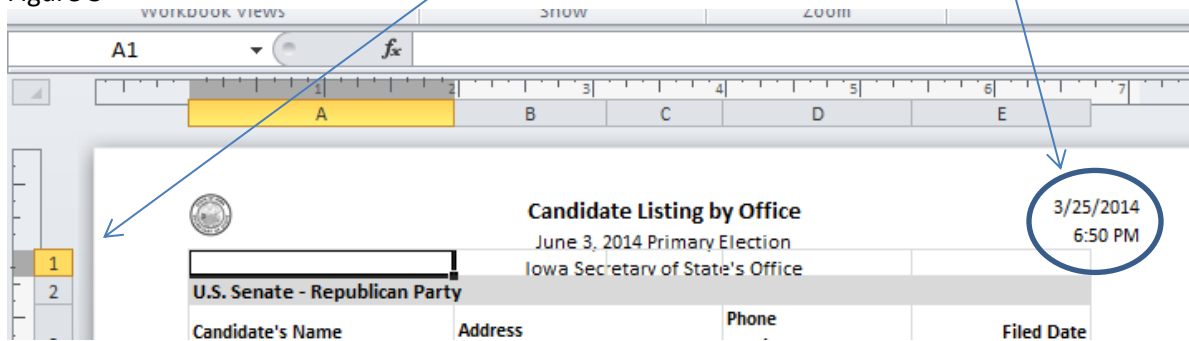 Figure 3
Workbook Views Show Zoom
A1 fx
1 2 3 4 5 6 7
A B C D E
Candidate Listing by Office 3/25/2014
June 3, 2014 Primary Election 6:50 PM
1 Iowa Secretary of State's Office
2 U.S. Senate - Republican Party
Candidate's Name Address Phone Filed Date